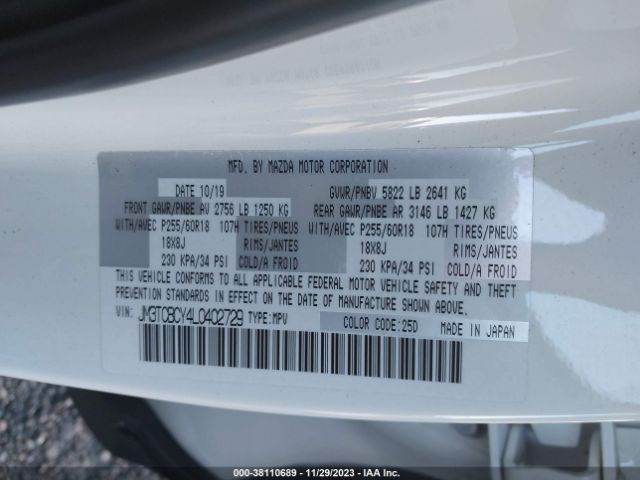 MFD. BY MAZDA MOTOR CORPORATION
DATE 10/19 GVWR/PNBV 5822 LB 2641 KG
FRONT GAWR/PNBE AV 2756 LB 1250 KG REAR GAWR/PNBE AR 3146 LB 1427 KG
WITH/AVEC P255/60R18 107H TIRES/PNEUS WITH/AVEC P255/60R18 107H TIRES/PNEUS
18X8J RIMS/JANTES 18X8J RIMS/JANTES
230 KPA/34 PSI COLD/A FROID 230 KPA/34 PSI COLD/A FROID
THIS VEHICLE CONFORMS TO ALL APPLICABLE FEDERAL MOTOR VEHICLE SAFETY AND THEFT
PREVENTION STANDARDS IN EFFECT ON THE DATE OF MANUFACTURE SHOWN ABOVE.
VIN: JM3TCBCY4L0402729 TYPE: MPV COLOR CODE: 25D MADE IN JAPAN
000-38110689 - 11/29/2023 - IAA Inc.